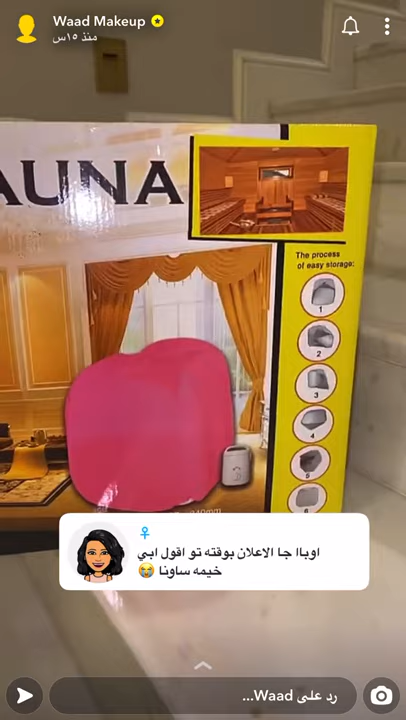 Waad Makeup
منذ ١٥س
AUNA
The process
of easy storage:
1
2
3
4
5
6
اوباا جا الاعلان بوقته تو اقول ابي
خيمه ساونا 😭
رد على Waad...